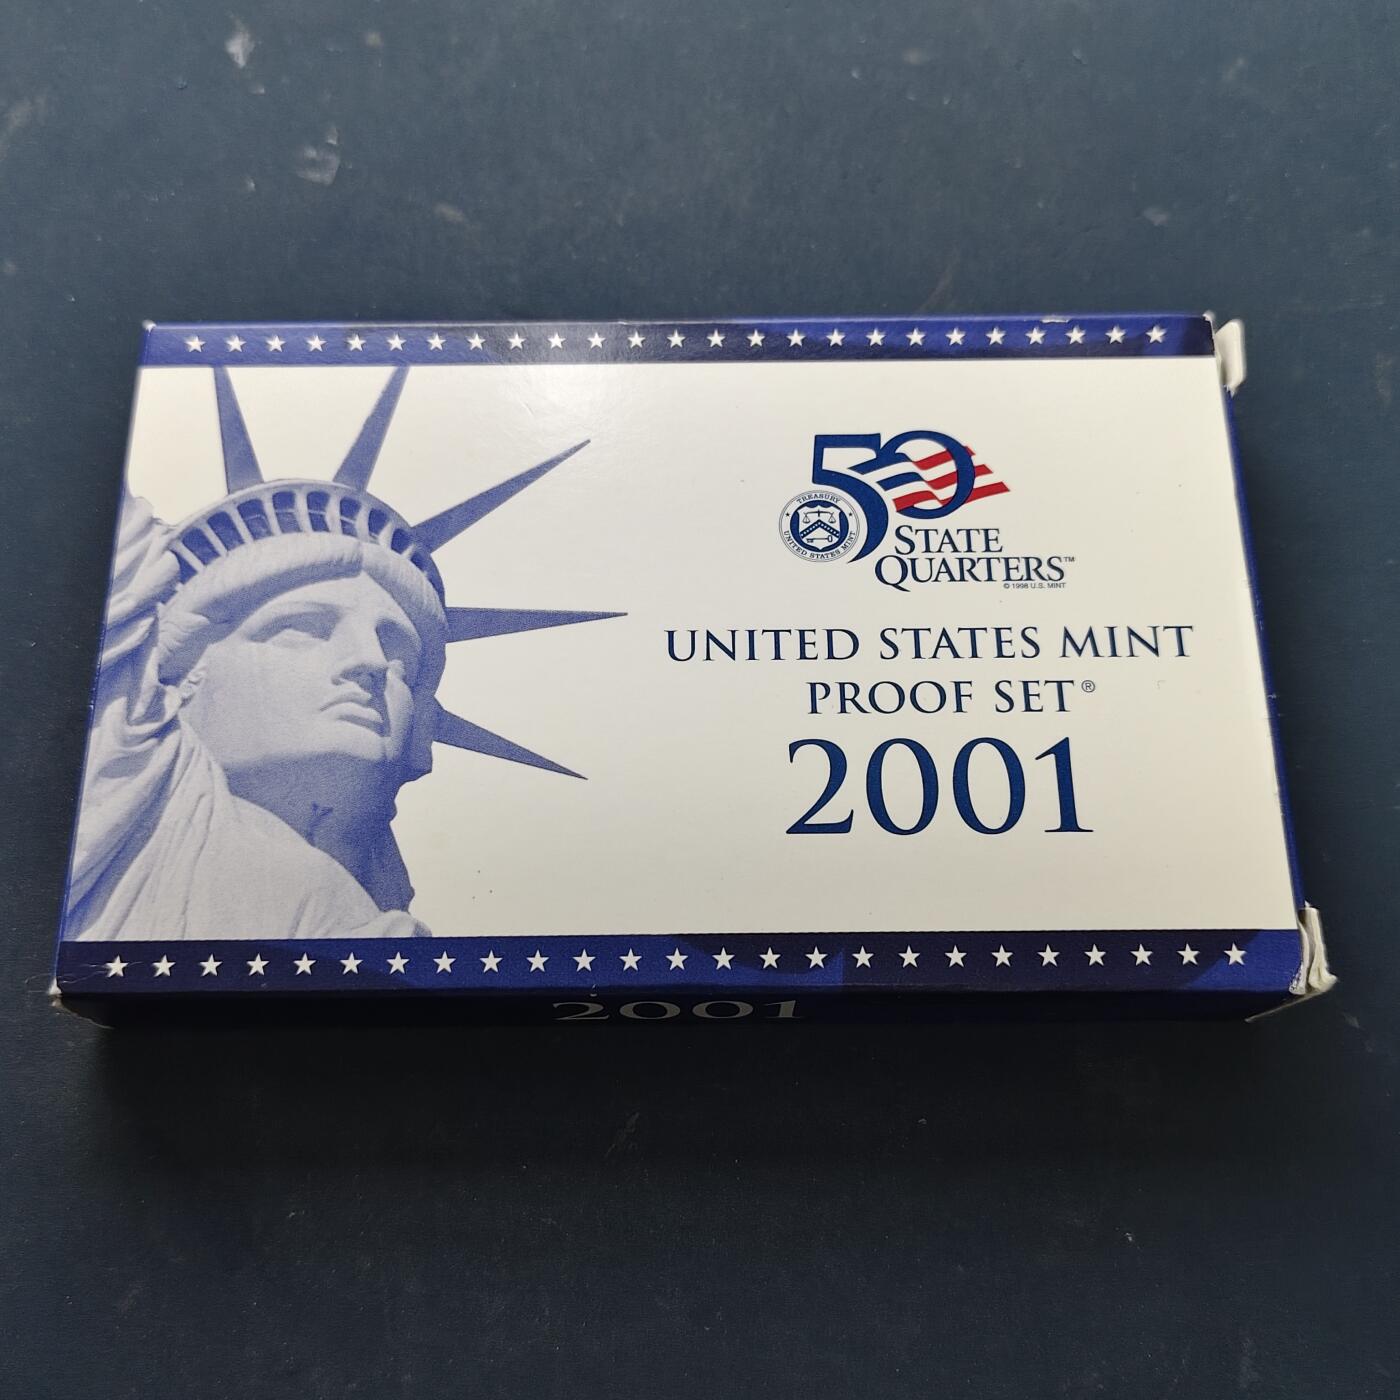 50
TREASURY
UNITED STATES MINT
STATE
QUARTERS™
© 1998 U.S. MINT
UNITED STATES MINT
PROOF SET®
2001
2001